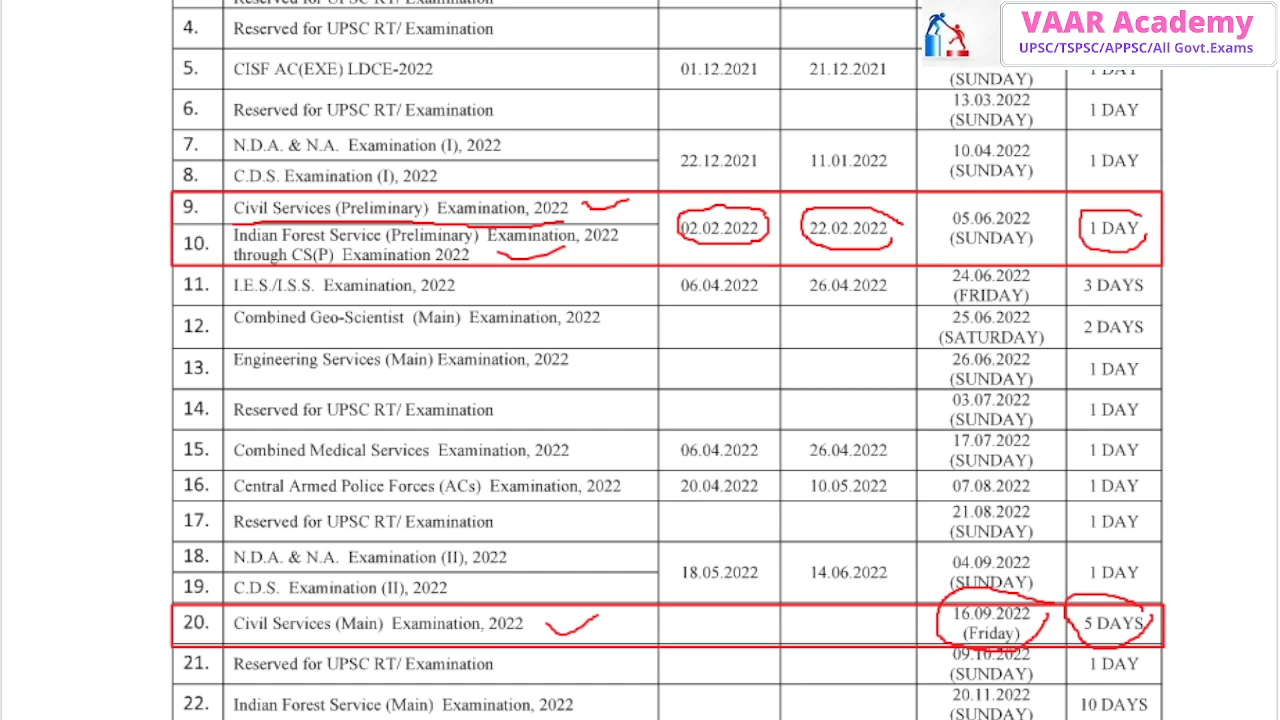 Reserved for UPSC RT/ Examination
VAAR Academy
UPSC/TSPSC/APPSC/All Govt.Exams
4. Reserved for UPSC RT/ Examination
5. CISF AC(EXE) LDCE-2022 01.12.2021 21.12.2021 (SUNDAY) 1 DAY
6. Reserved for UPSC RT/ Examination 13.03.2022 (SUNDAY) 1 DAY
7. N.D.A. & N.A. Examination (I), 2022
22.12.2021 11.01.2022 10.04.2022 (SUNDAY) 1 DAY
8. C.D.S. Examination (I), 2022
9. Civil Services (Preliminary) Examination, 2022
02.02.2022 22.02.2022 05.06.2022 (SUNDAY) 1 DAY
10. Indian Forest Service (Preliminary) Examination, 2022
through CS(P) Examination 2022
11. I.E.S./I.S.S. Examination, 2022 06.04.2022 26.04.2022 24.06.2022 (FRIDAY) 3 DAYS
12. Combined Geo-Scientist (Main) Examination, 2022 25.06.2022 (SATURDAY) 2 DAYS
13. Engineering Services (Main) Examination, 2022 26.06.2022 (SUNDAY) 1 DAY
14. Reserved for UPSC RT/ Examination 03.07.2022 (SUNDAY) 1 DAY
15. Combined Medical Services Examination, 2022 06.04.2022 26.04.2022 17.07.2022 (SUNDAY) 1 DAY
16. Central Armed Police Forces (ACs) Examination, 2022 20.04.2022 10.05.2022 07.08.2022 1 DAY
17. Reserved for UPSC RT/ Examination 21.08.2022 (SUNDAY) 1 DAY
18. N.D.A. & N.A. Examination (II), 2022
18.05.2022 14.06.2022 04.09.2022 (SUNDAY) 1 DAY
19. C.D.S. Examination (II), 2022
20. Civil Services (Main) Examination, 2022 16.09.2022 (Friday) 5 DAYS
21. Reserved for UPSC RT/ Examination 09.10.2022 (SUNDAY) 1 DAY
22. Indian Forest Service (Main) Examination, 2022 20.11.2022 (SUNDAY) 10 DAYS